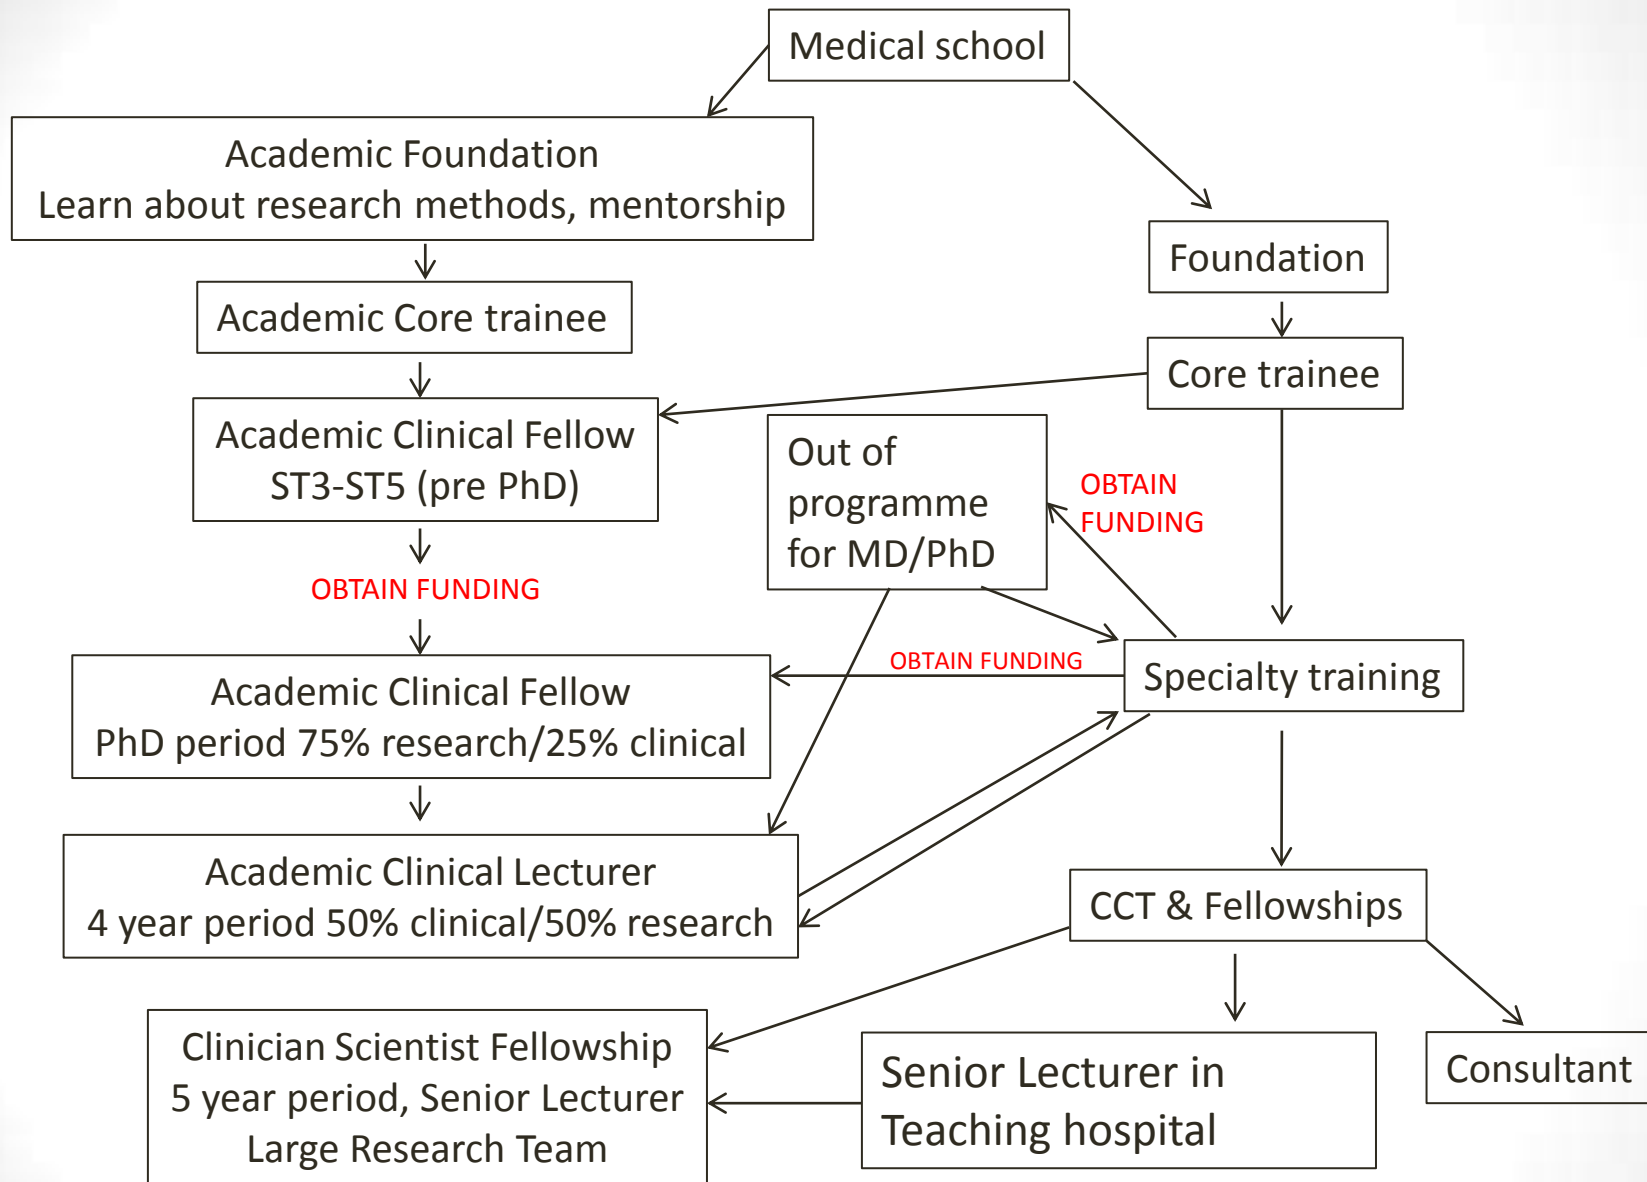 Medical school
Academic Foundation
Learn about research methods, mentorship
Foundation
Academic Core trainee
Core trainee
Academic Clinical Fellow
ST3-ST5 (pre PhD)
Out of
programme
for MD/PhD
OBTAIN
FUNDING
OBTAIN FUNDING
OBTAIN FUNDING
Specialty training
Academic Clinical Fellow
PhD period 75% research/25% clinical
Academic Clinical Lecturer
4 year period 50% clinical/50% research
CCT & Fellowships
Clinician Scientist Fellowship
5 year period, Senior Lecturer
Large Research Team
Senior Lecturer in
Teaching hospital
Consultant